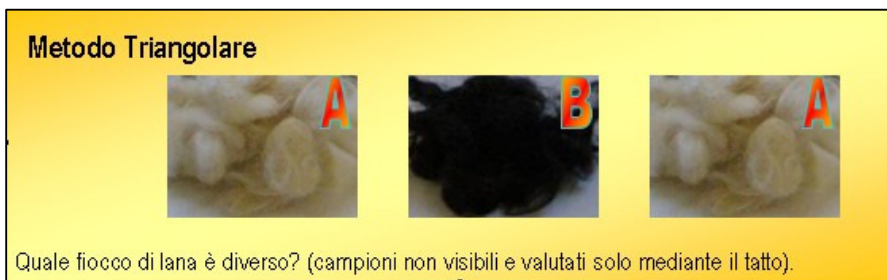 Metodo Triangolare
A B A
Quale fiocco di lana è diverso? (campioni non visibili e valutati solo mediante il tatto).